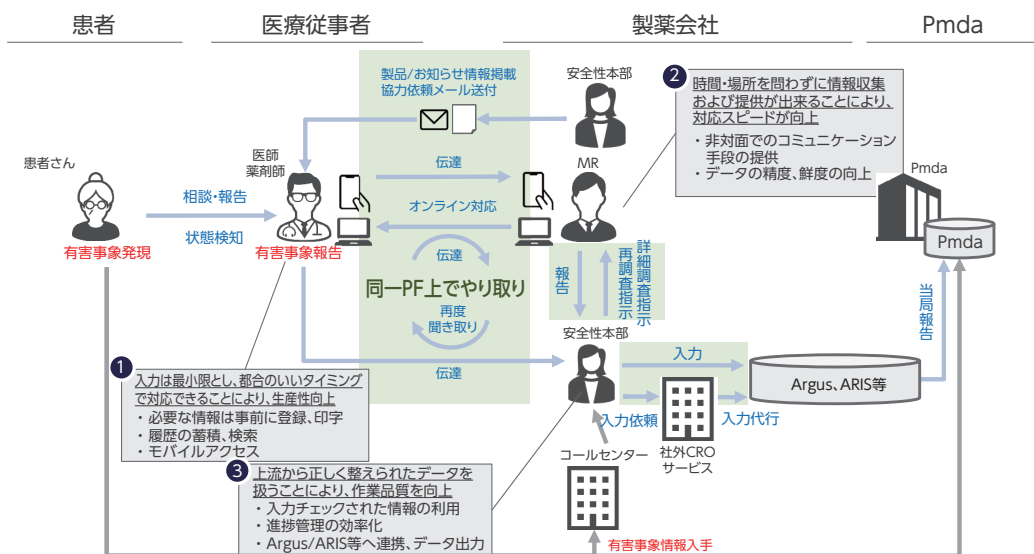 患者
医療従事者
製薬会社
Pmda
製品/お知らせ情報掲載
協力依頼メール送付
安全性本部
2
時間・場所を問わずに情報収集
および提供が出来ることにより、
対応スピードが向上
・非対面でのコミュニケーション
手段の提供
・データの精度、鮮度の向上
患者さん
医師
薬剤師
伝達
MR
Pmda
相談・報告
オンライン対応
Pmda
状態検知
有害事象発現
有害事象報告
伝達
同一PF上でやり取り
再度
聞き取り
報告
詳細調査指示
再調査指示
当局報告
安全性本部
伝達
入力
Argus、ARIS等
入力依頼
入力代行
1
入力は最小限とし、都合のいいタイミング
で対応できることにより、生産性向上
・必要な情報は事前に登録、印字
・履歴の蓄積、検索
・モバイルアクセス
コールセンター
社外CRO
サービス
3
上流から正しく整えられたデータを
扱うことにより、作業品質を向上
・入力チェックされた情報の利用
・進捗管理の効率化
・Argus/ARIS等へ連携、データ出力
有害事象情報入手